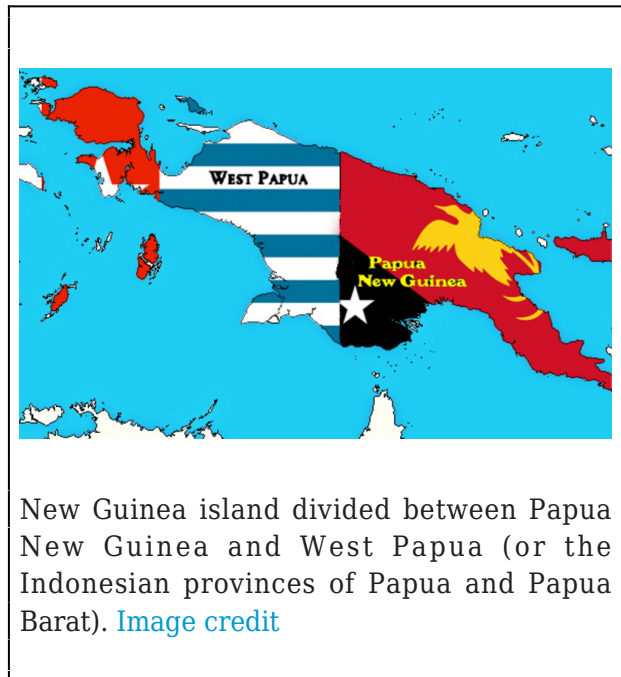 WEST PAPUA
Papua
New Guinea
New Guinea island divided between Papua
New Guinea and West Papua (or the
Indonesian provinces of Papua and Papua
Barat). Image credit